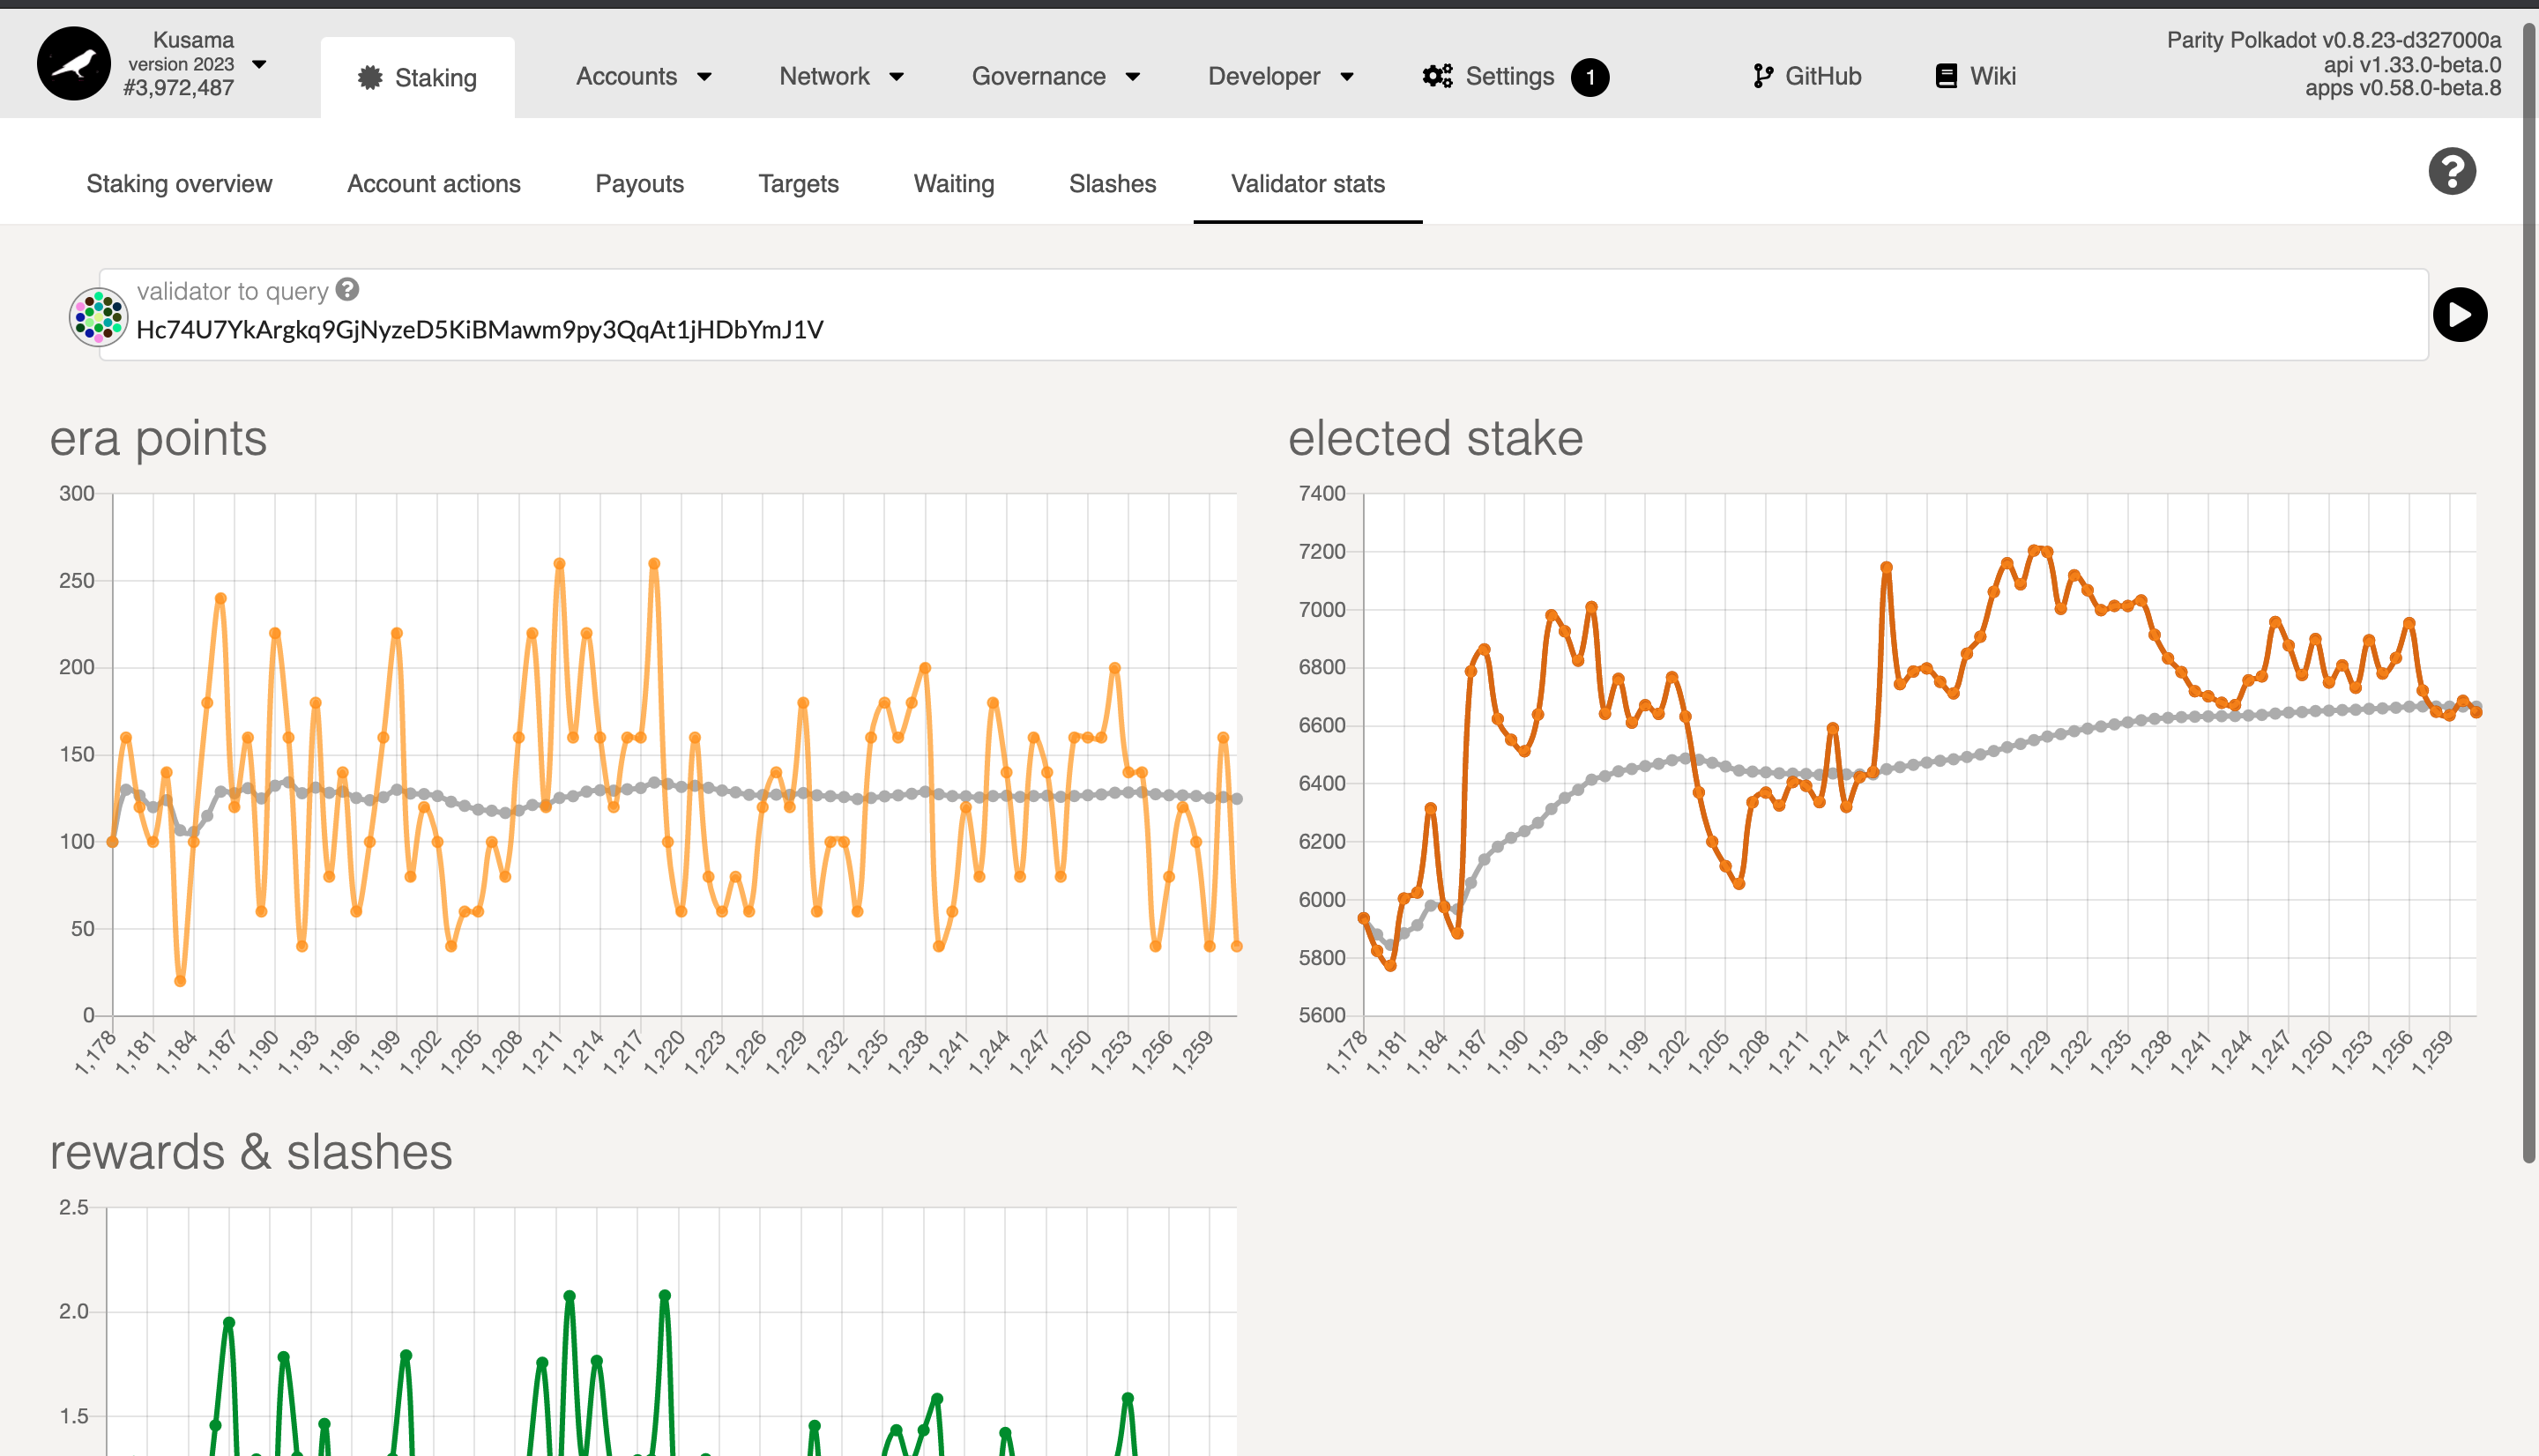 Kusama
version 2023
#3,972,487
Staking
Accounts
Network
Governance
Developer
Settings
1
GitHub
Wiki
Parity Polkadot v0.8.23-d327000a
api v1.33.0-beta.0
apps v0.58.0-beta.8
Staking overview
Account actions
Payouts
Targets
Waiting
Slashes
Validator stats
?
validator to query ?
Hc74U7YkArgkq9GjNyzeD5KiBMawm9py3QqAt1jHDbYmJ1V
era points
300
250
200
150
100
50
0
1,178 1,181 1,184 1,187 1,190 1,193 1,196 1,199 1,202 1,205 1,208 1,211 1,214 1,217 1,220 1,223 1,226 1,229 1,232 1,235 1,238 1,241 1,244 1,247 1,250 1,253 1,256 1,259
elected stake
7400
7200
7000
6800
6600
6400
6200
6000
5800
5600
1,178 1,181 1,184 1,187 1,190 1,193 1,196 1,199 1,202 1,205 1,208 1,211 1,214 1,217 1,220 1,223 1,226 1,229 1,232 1,235 1,238 1,241 1,244 1,247 1,250 1,253 1,256 1,259
rewards & slashes
2.5
2.0
1.5